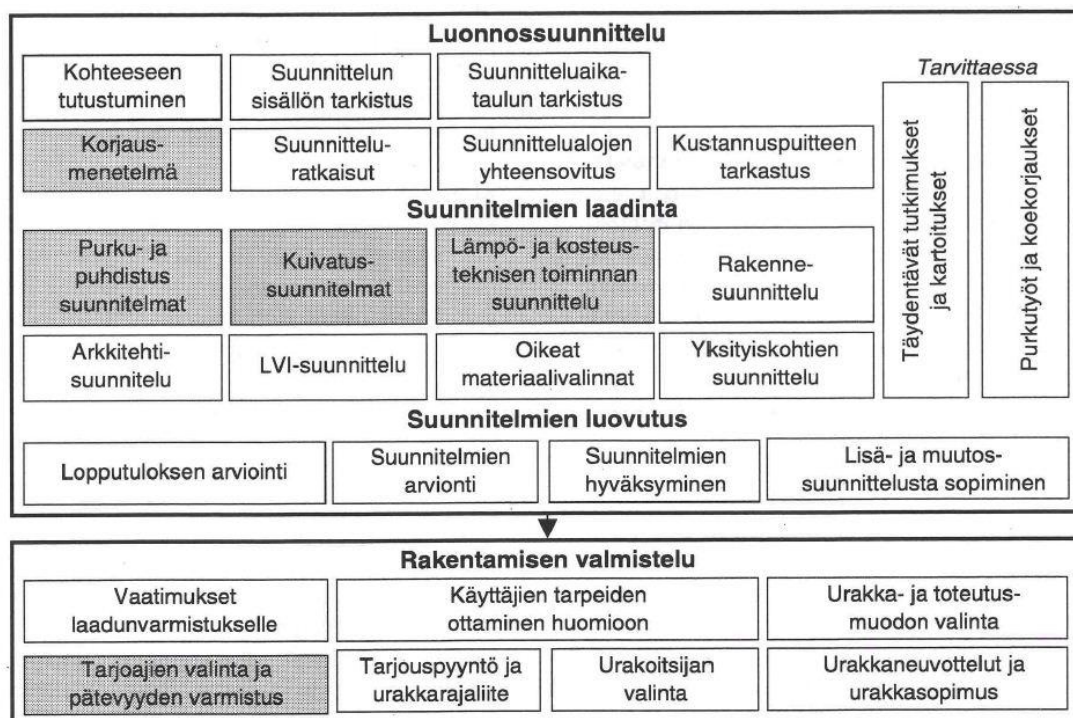 Luonnossuunnittelu
Kohteeseen
tutustuminen
Suunnittelun
sisällön tarkistus
Suunnitteluaika-
taulun tarkistus
Korjaus-
menetelmä
Suunnittelu-
ratkaisut
Suunnittelualojen
yhteensovitus
Kustannuspuitteen
tarkastus
Suunnitelmien laadinta
Purku- ja
puhdistus
suunnitelmat
Kuivatus-
suunnitelmat
Lämpö- ja kosteus-
teknisen toiminnan
suunnittelu
Rakenne-
suunnittelu
Arkkitehti-
suunnitelu
LVI-suunnittelu
Oikeat
materiaalivalinnat
Yksityiskohtien
suunnittelu
Tarvittaessa
Täydentävät tutkimukset
ja kartoitukset
Purkutyöt ja koekorjaukset
Suunnitelmien luovutus
Lopputuloksen arviointi
Suunnitelmien
arvionti
Suunnitelmien
hyväksyminen
Lisä- ja muutos-
suunnittelusta sopiminen
Rakentamisen valmistelu
Vaatimukset
laadunvarmistukselle
Käyttäjien tarpeiden
ottaminen huomioon
Urakka- ja toteutus-
muodon valinta
Tarjoajien valinta ja
pätevyyden varmistus
Tarjouspyyntö ja
urakkarajaliite
Urakoitsijan
valinta
Urakkaneuvottelut ja
urakkasopimus